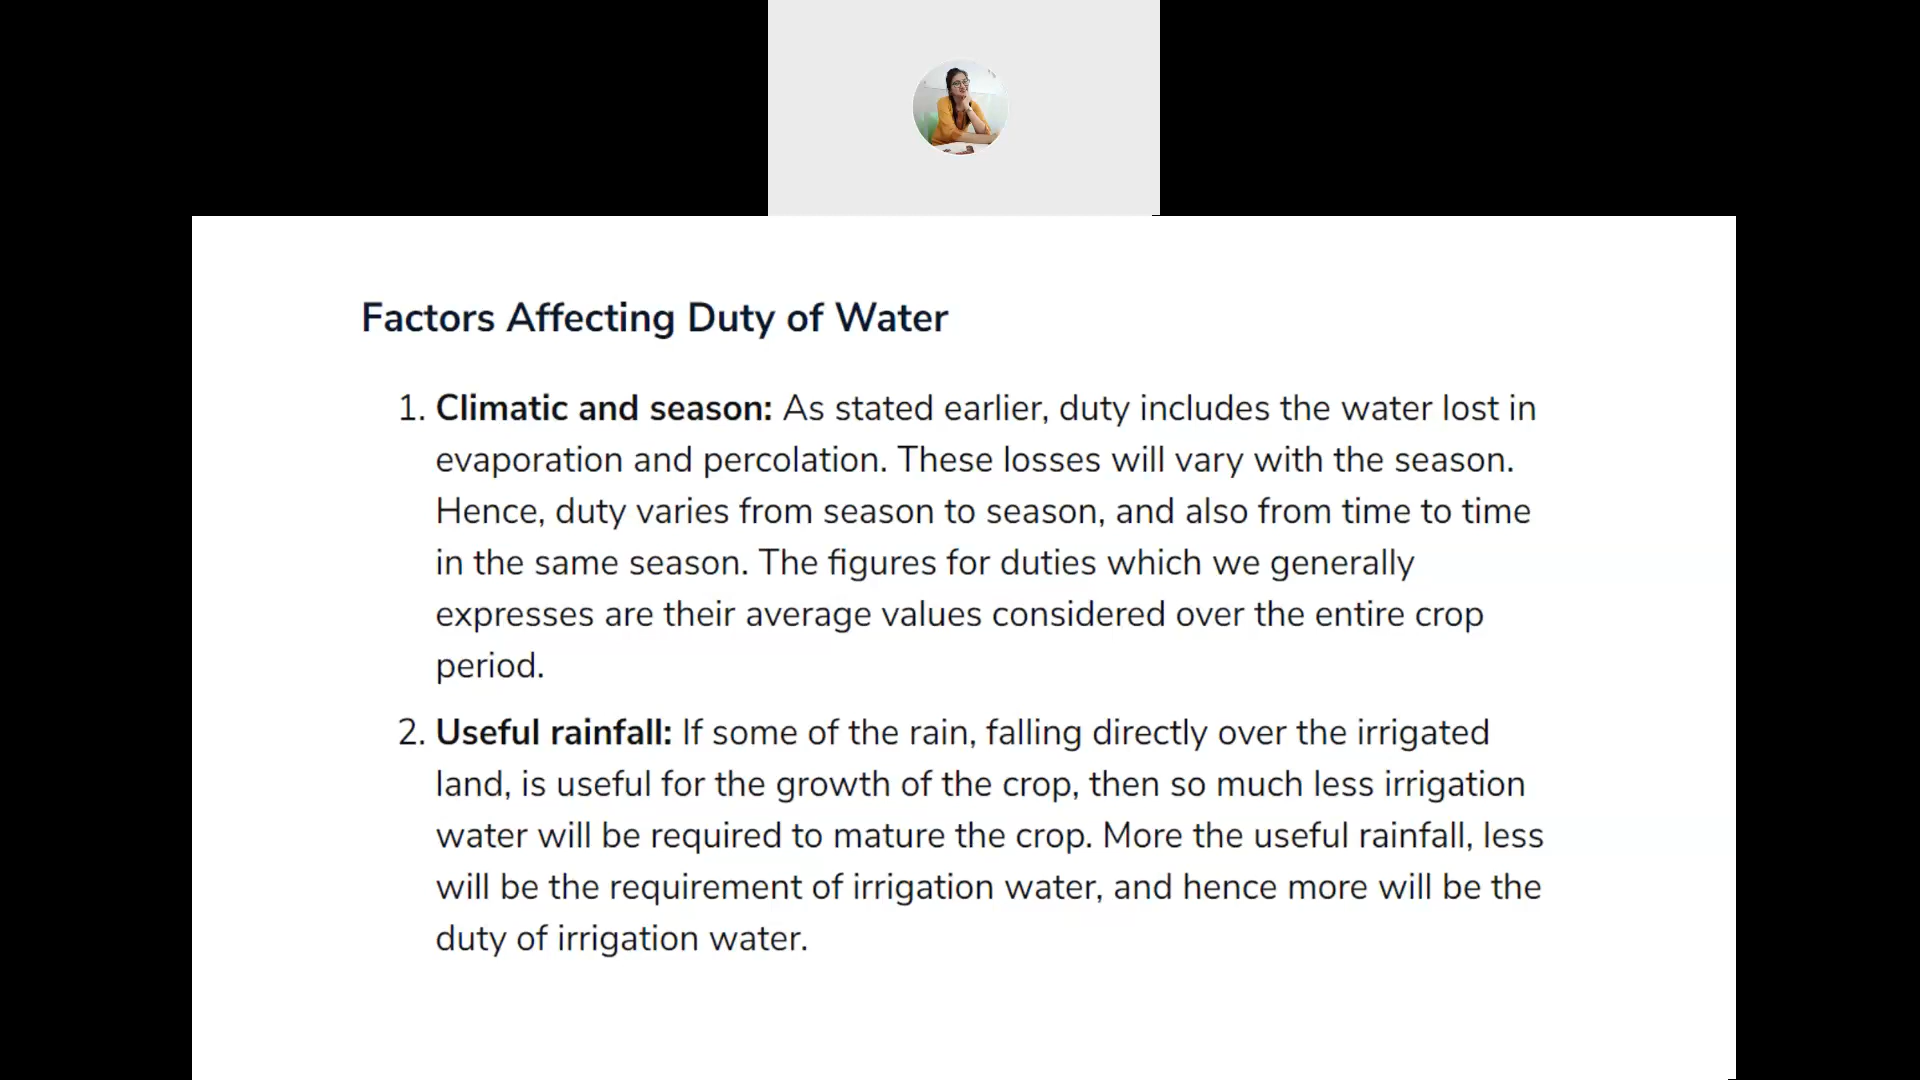 Factors Affecting Duty of Water
1. Climatic and season: As stated earlier, duty includes the water lost in
evaporation and percolation. These losses will vary with the season.
Hence, duty varies from season to season, and also from time to time
in the same season. The figures for duties which we generally
expresses are their average values considered over the entire crop
period.
2. Useful rainfall: If some of the rain, falling directly over the irrigated
land, is useful for the growth of the crop, then so much less irrigation
water will be required to mature the crop. More the useful rainfall, less
will be the requirement of irrigation water, and hence more will be the
duty of irrigation water.